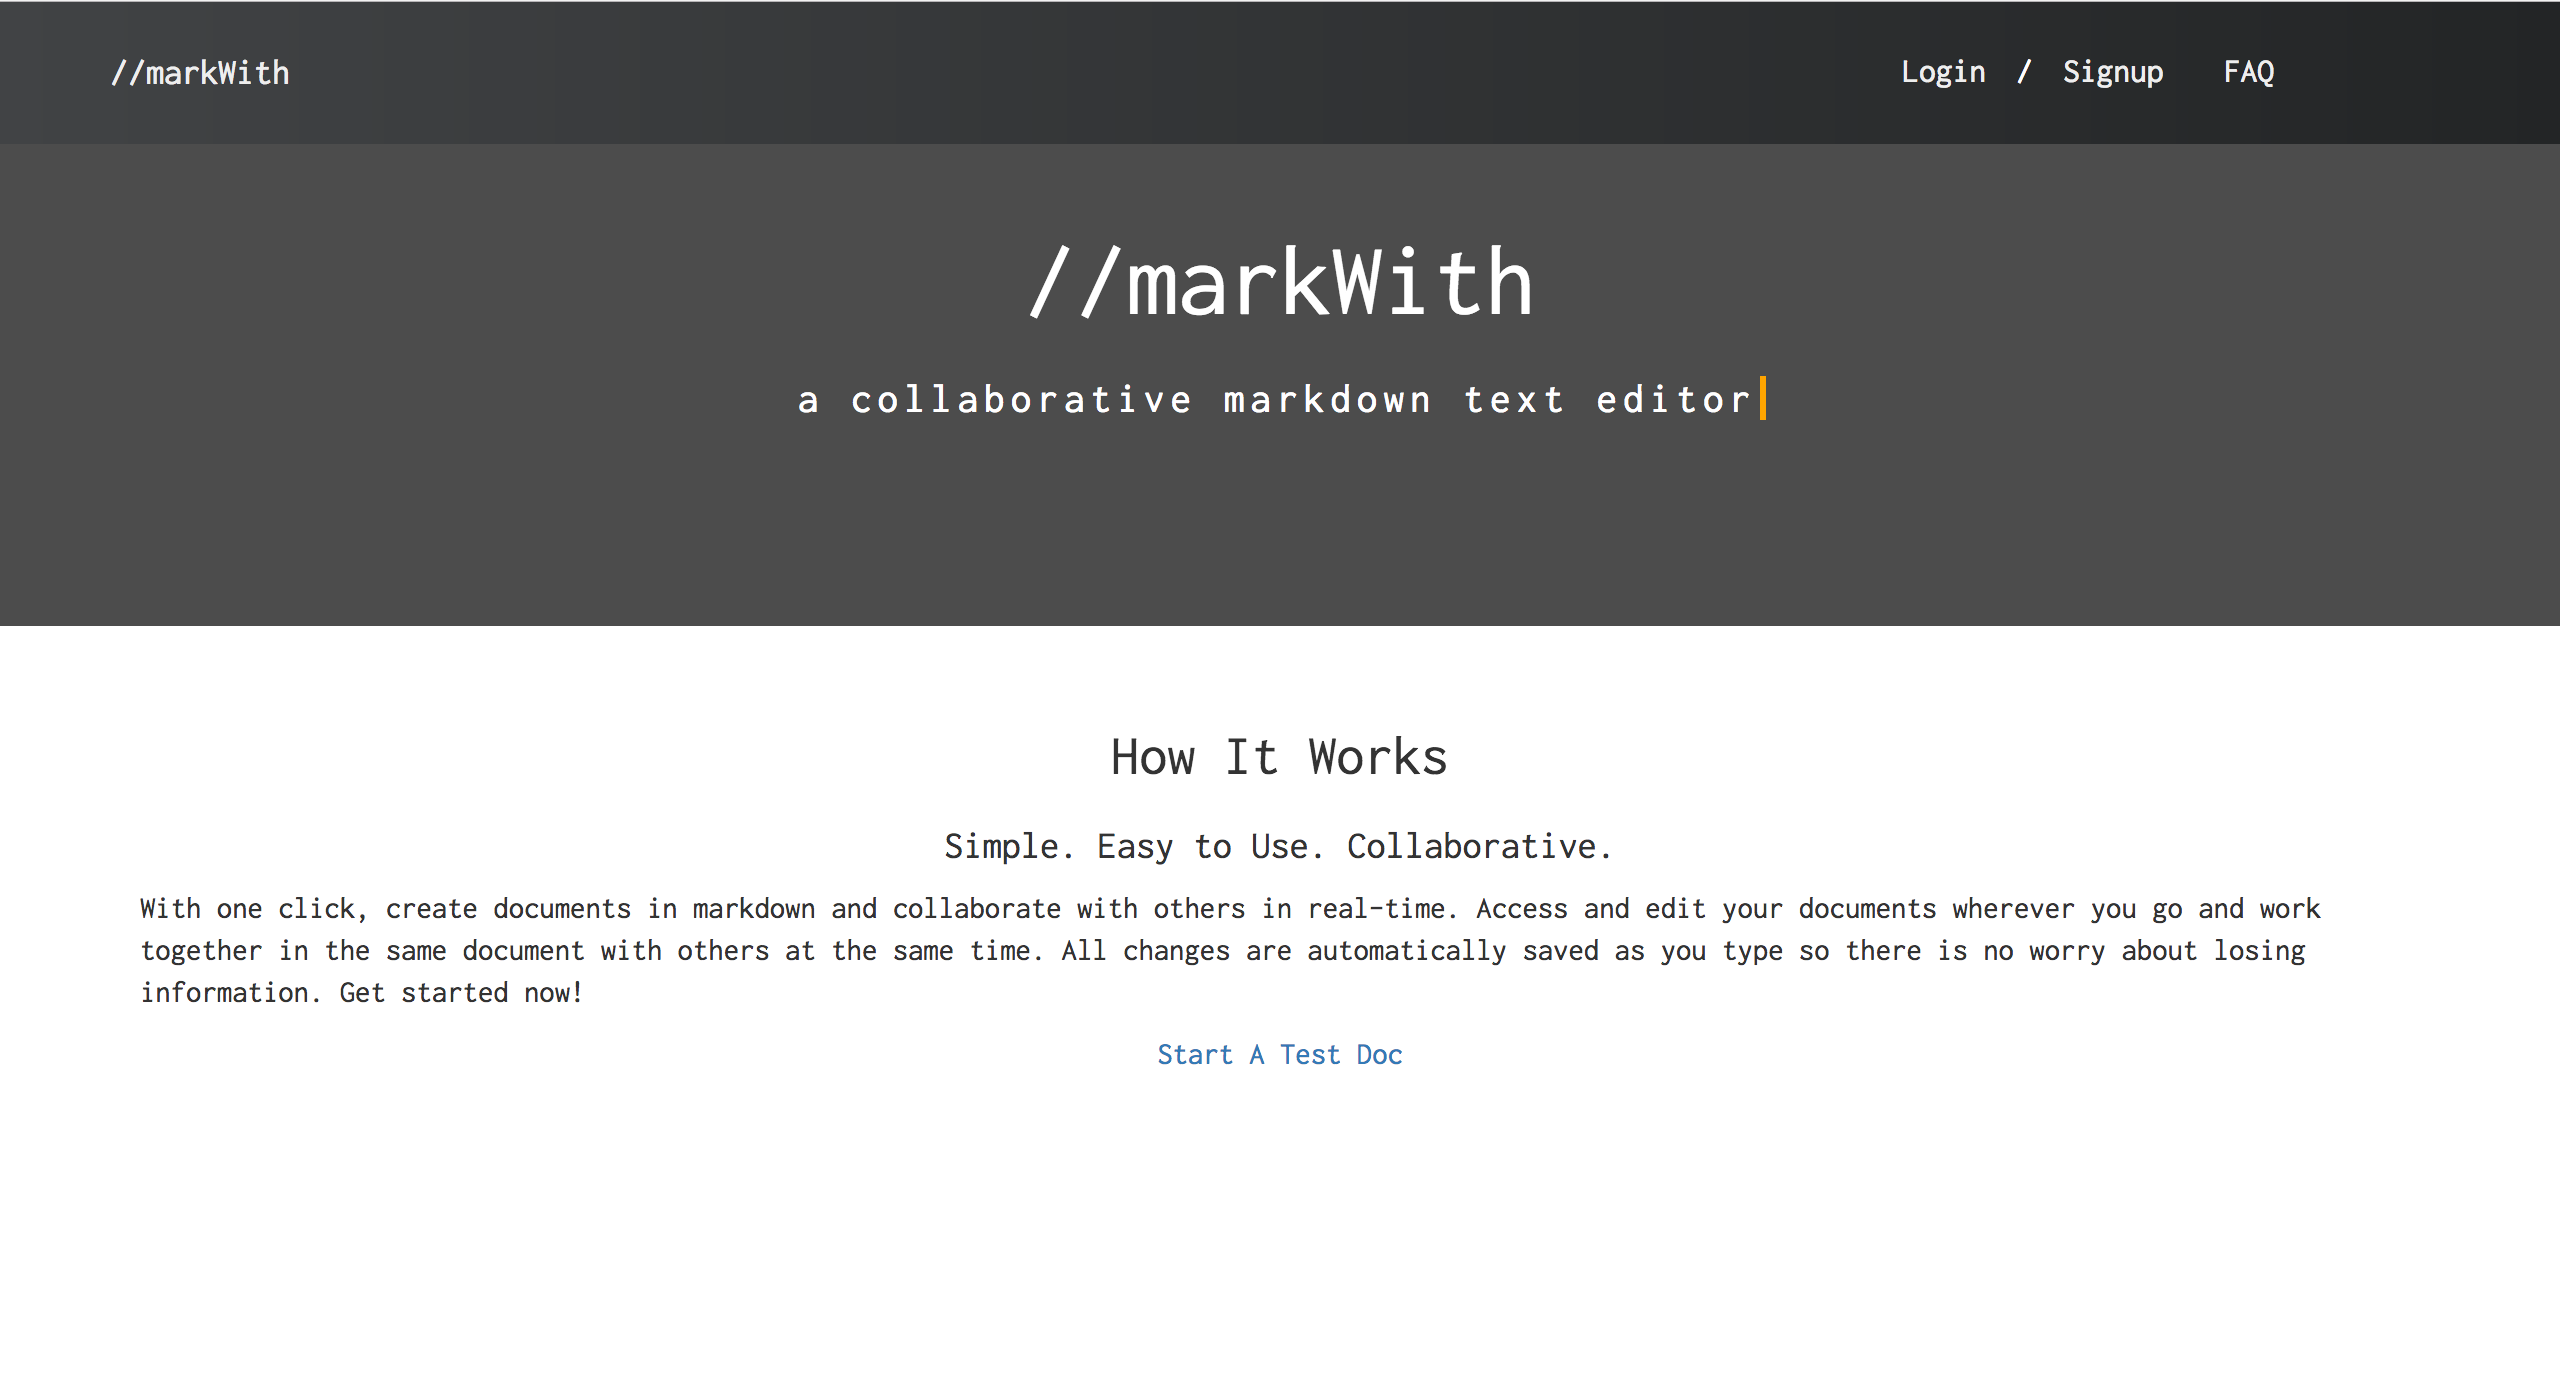 //markWith
Login / Signup FAQ
//markWith
a collaborative markdown text editor
How It Works
Simple. Easy to Use. Collaborative.
With one click, create documents in markdown and collaborate with others in real-time. Access and edit your documents wherever you go and work
together in the same document with others at the same time. All changes are automatically saved as you type so there is no worry about losing
information. Get started now!
Start A Test Doc